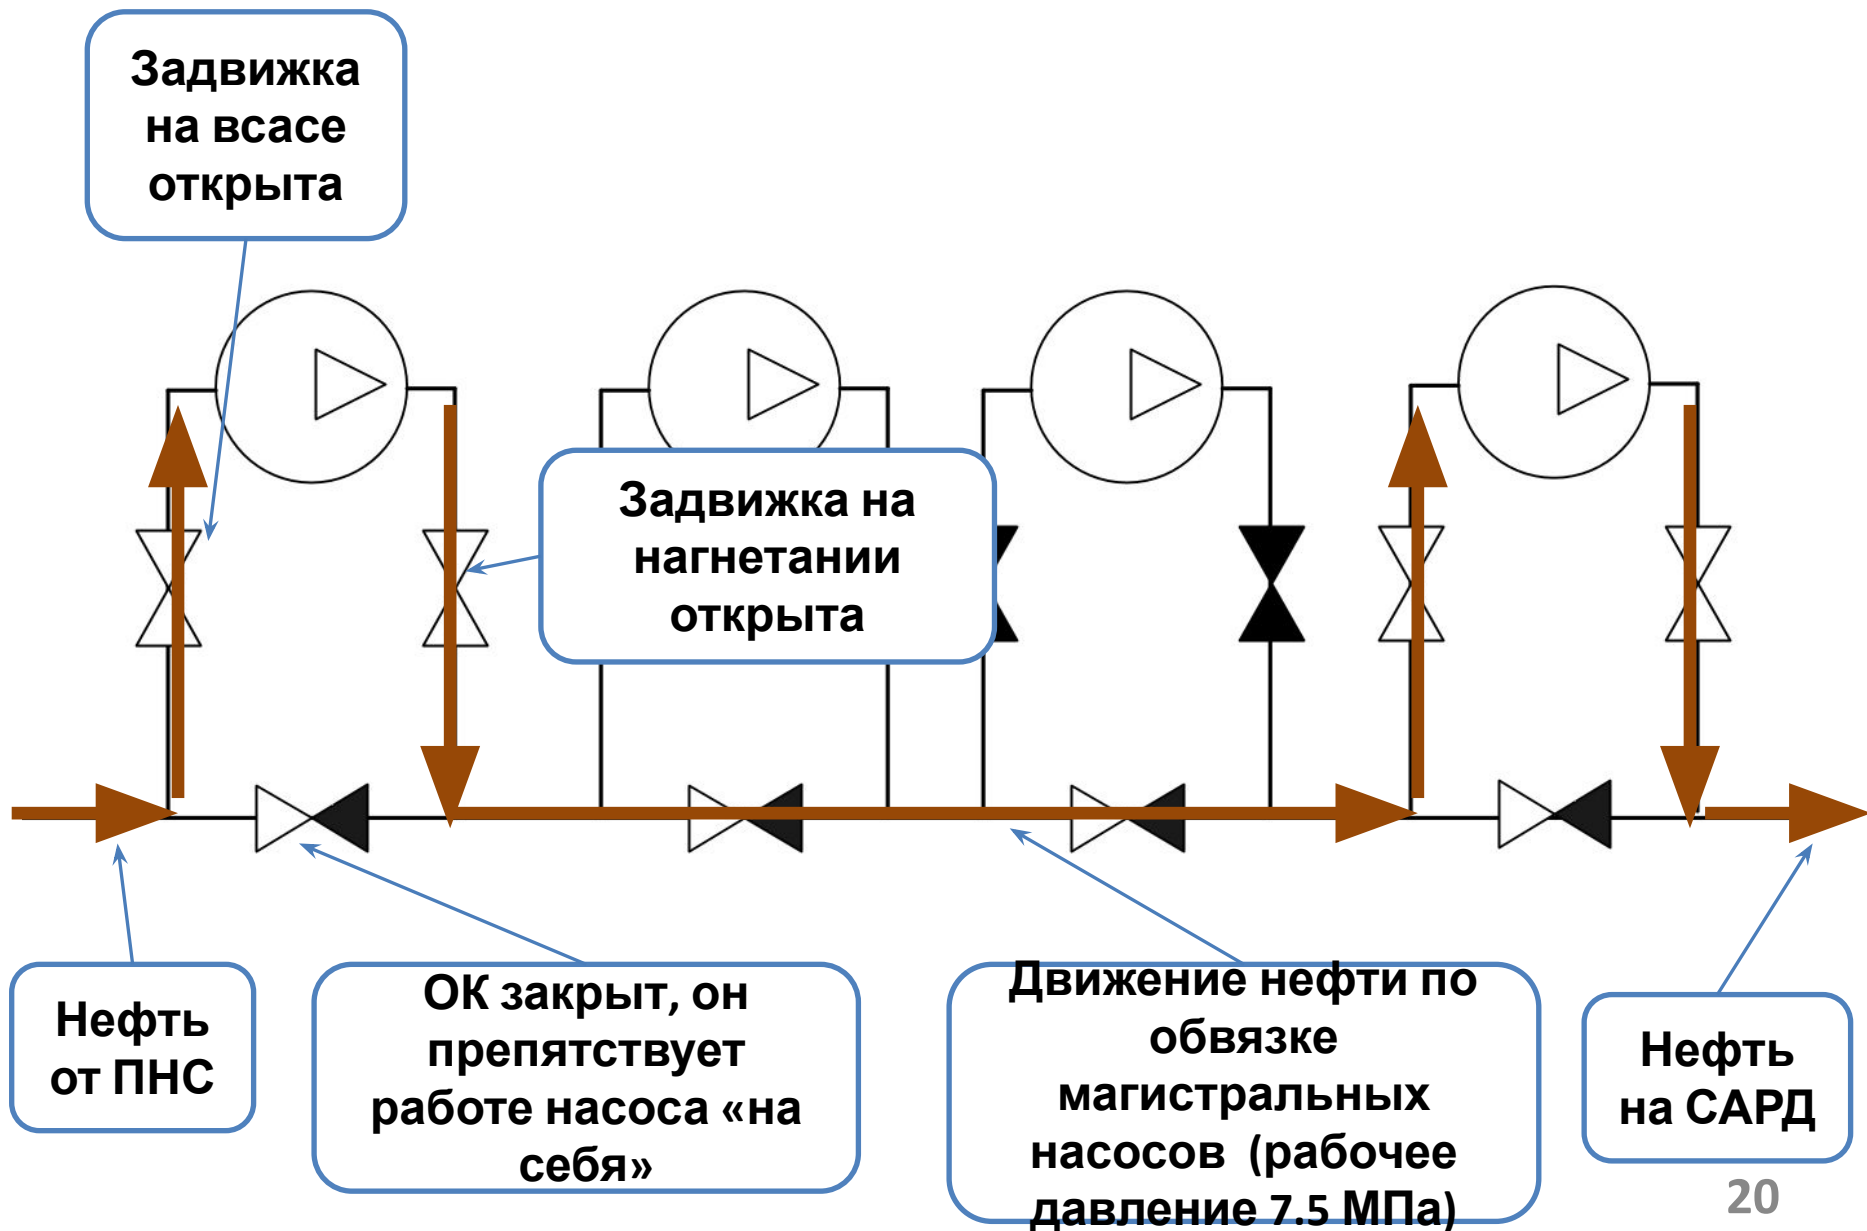 Задвижка
на всасе
открыта
Задвижка на
нагнетании
открыта
Нефть
от ПНС
ОК закрыт, он
препятствует
работе насоса «на
себя»
Движение нефти по
обвязке
магистральных
насосов (рабочее
давление 7.5 МПа)
Нефть
на САРД
20